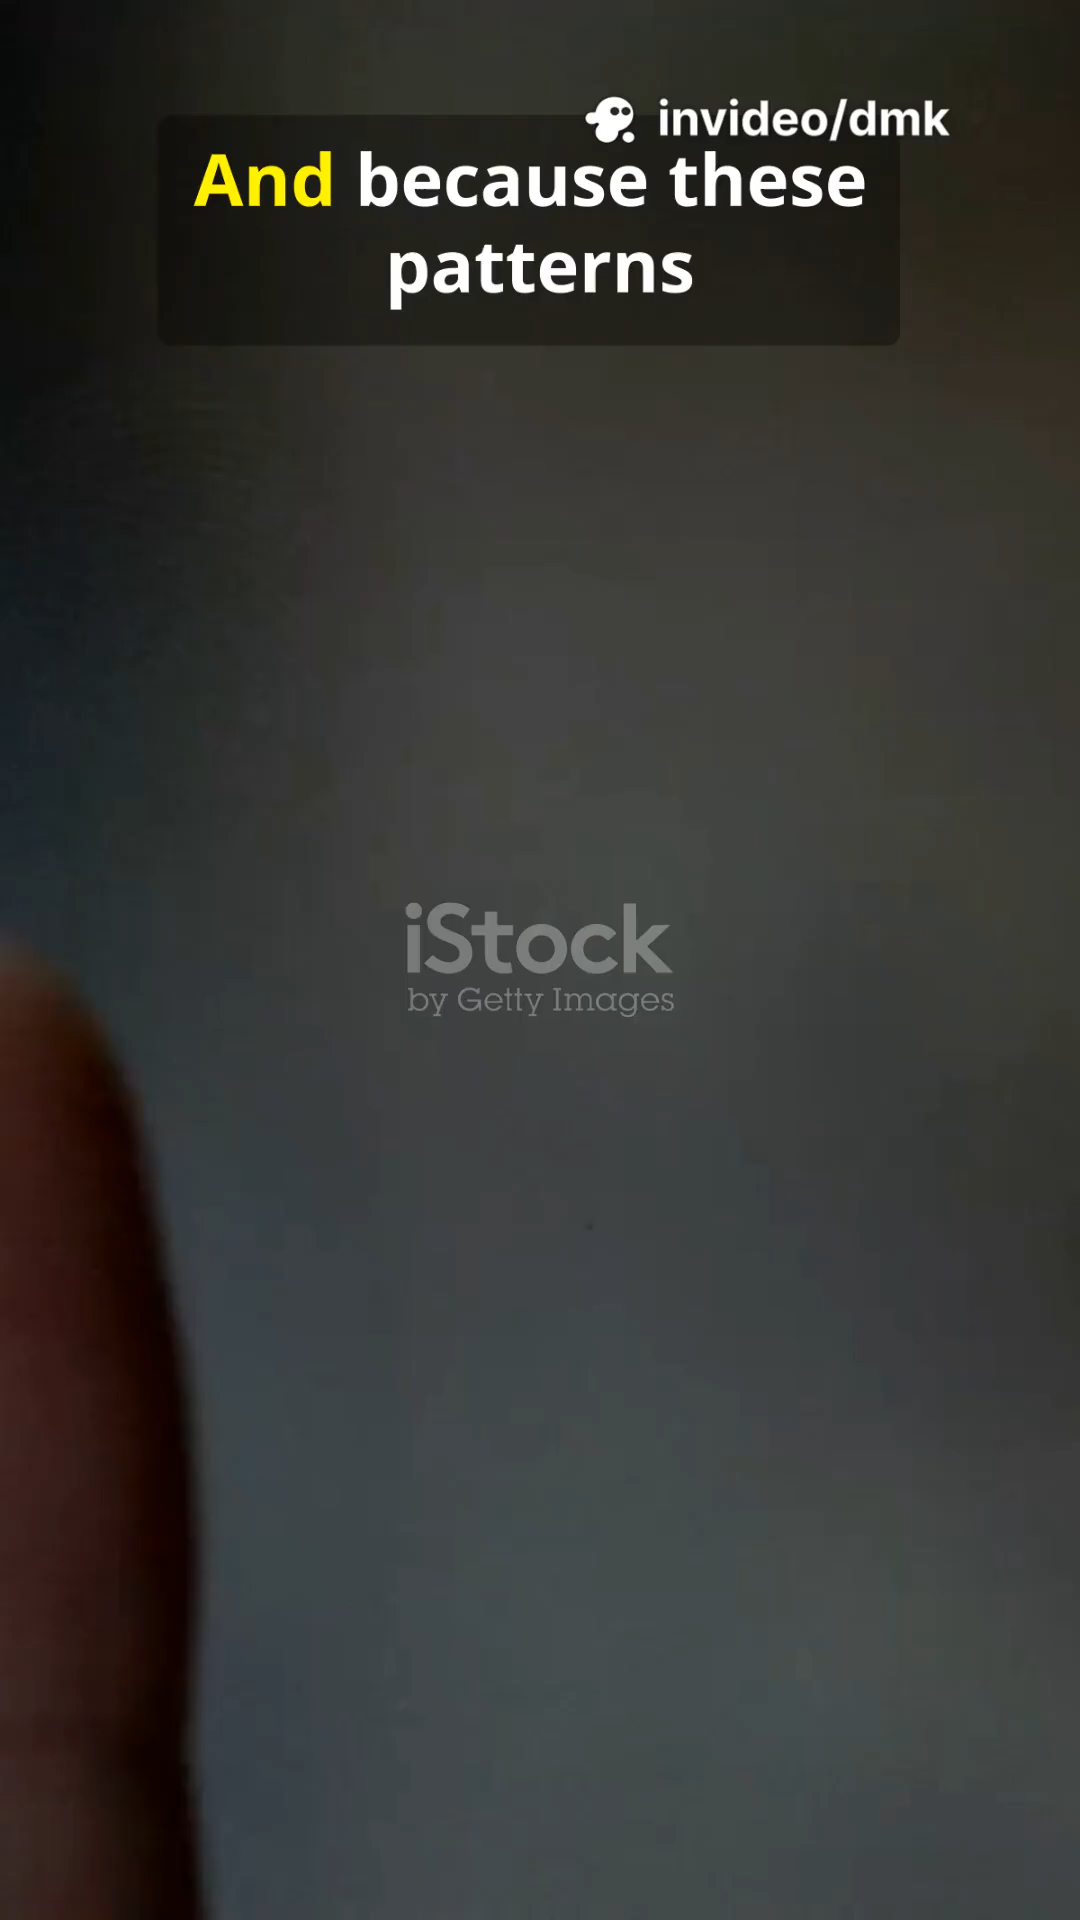 invideo/dmk
And because these
patterns
iStock
by Getty Images